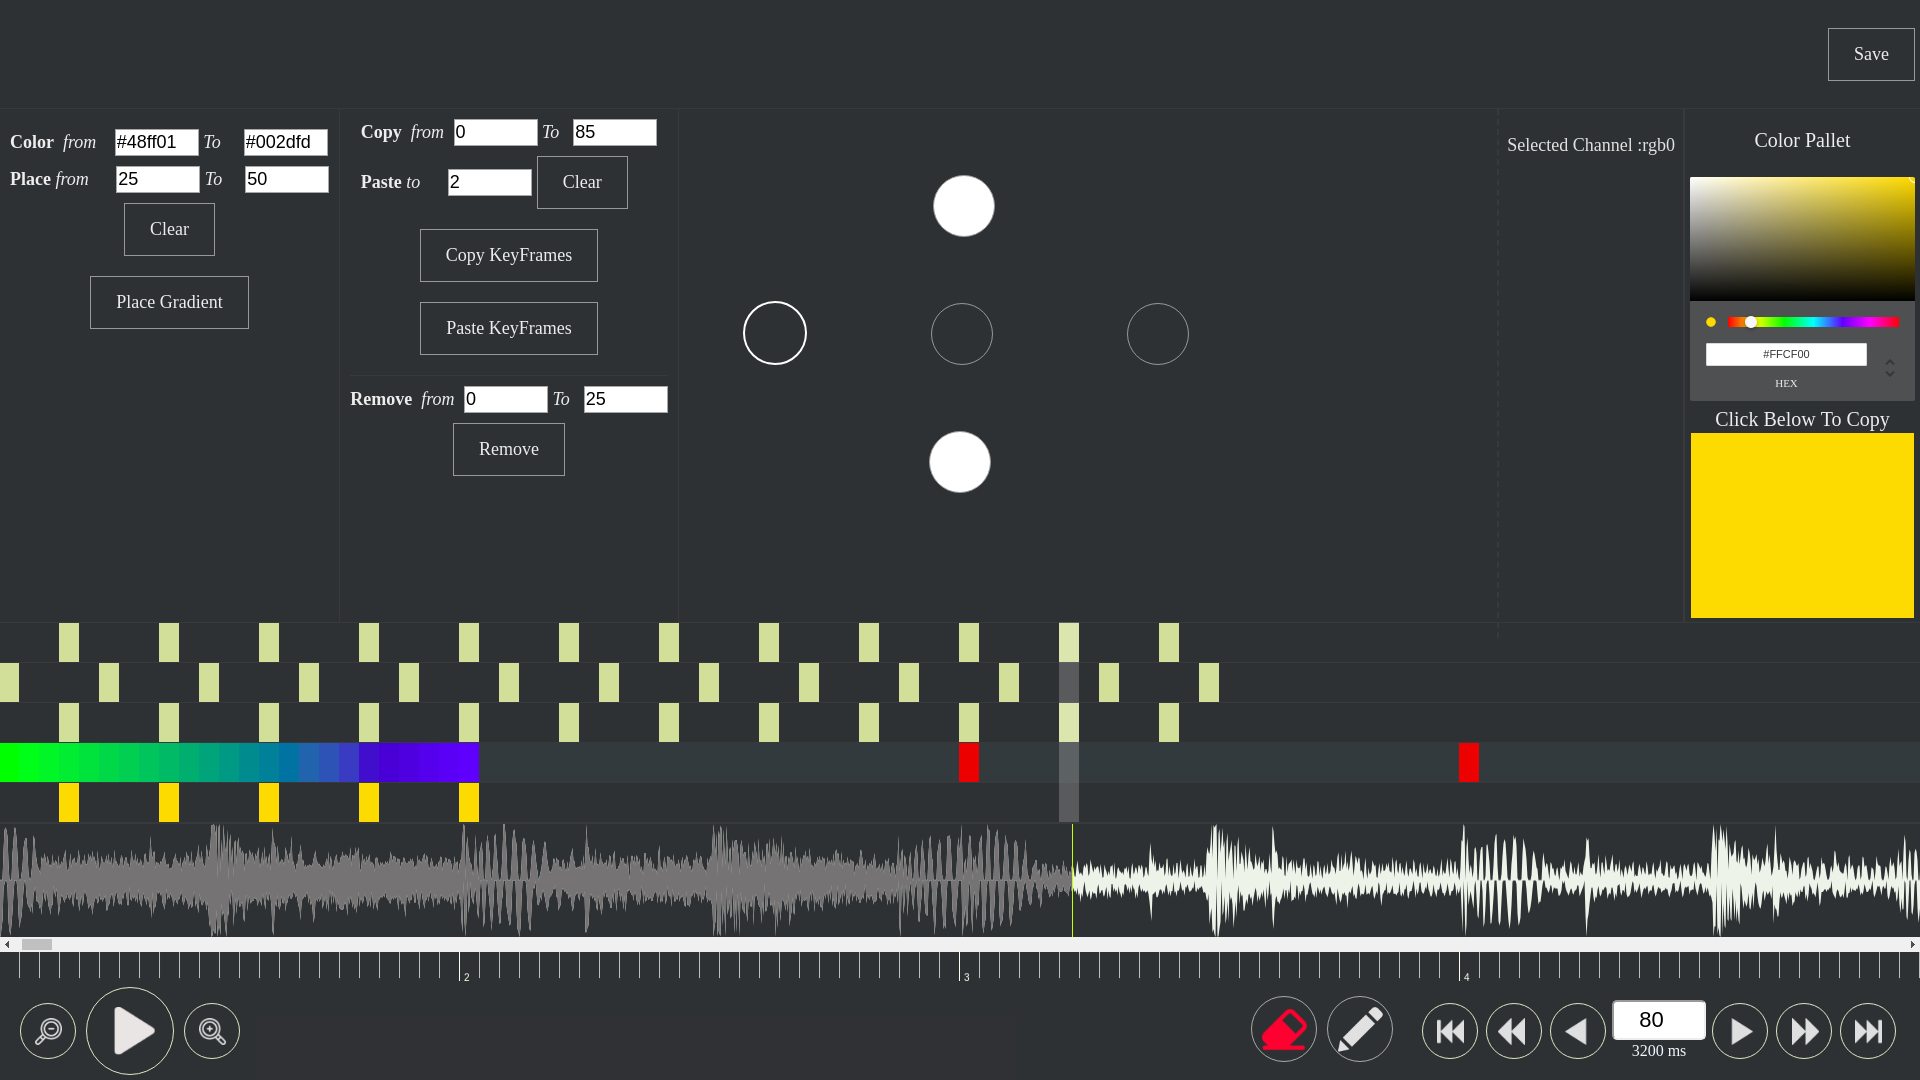 Save
Color from #48ff01 To #002dfd
Place from 25 To 50
Clear
Place Gradient
Copy from 0 To 85
Paste to 2 Clear
Copy KeyFrames
Paste KeyFrames
Remove from 0 To 25
Remove
Selected Channel :rgb0
Color Pallet
#FFCF00
HEX
Click Below To Copy
2 3 4
80
3200 ms